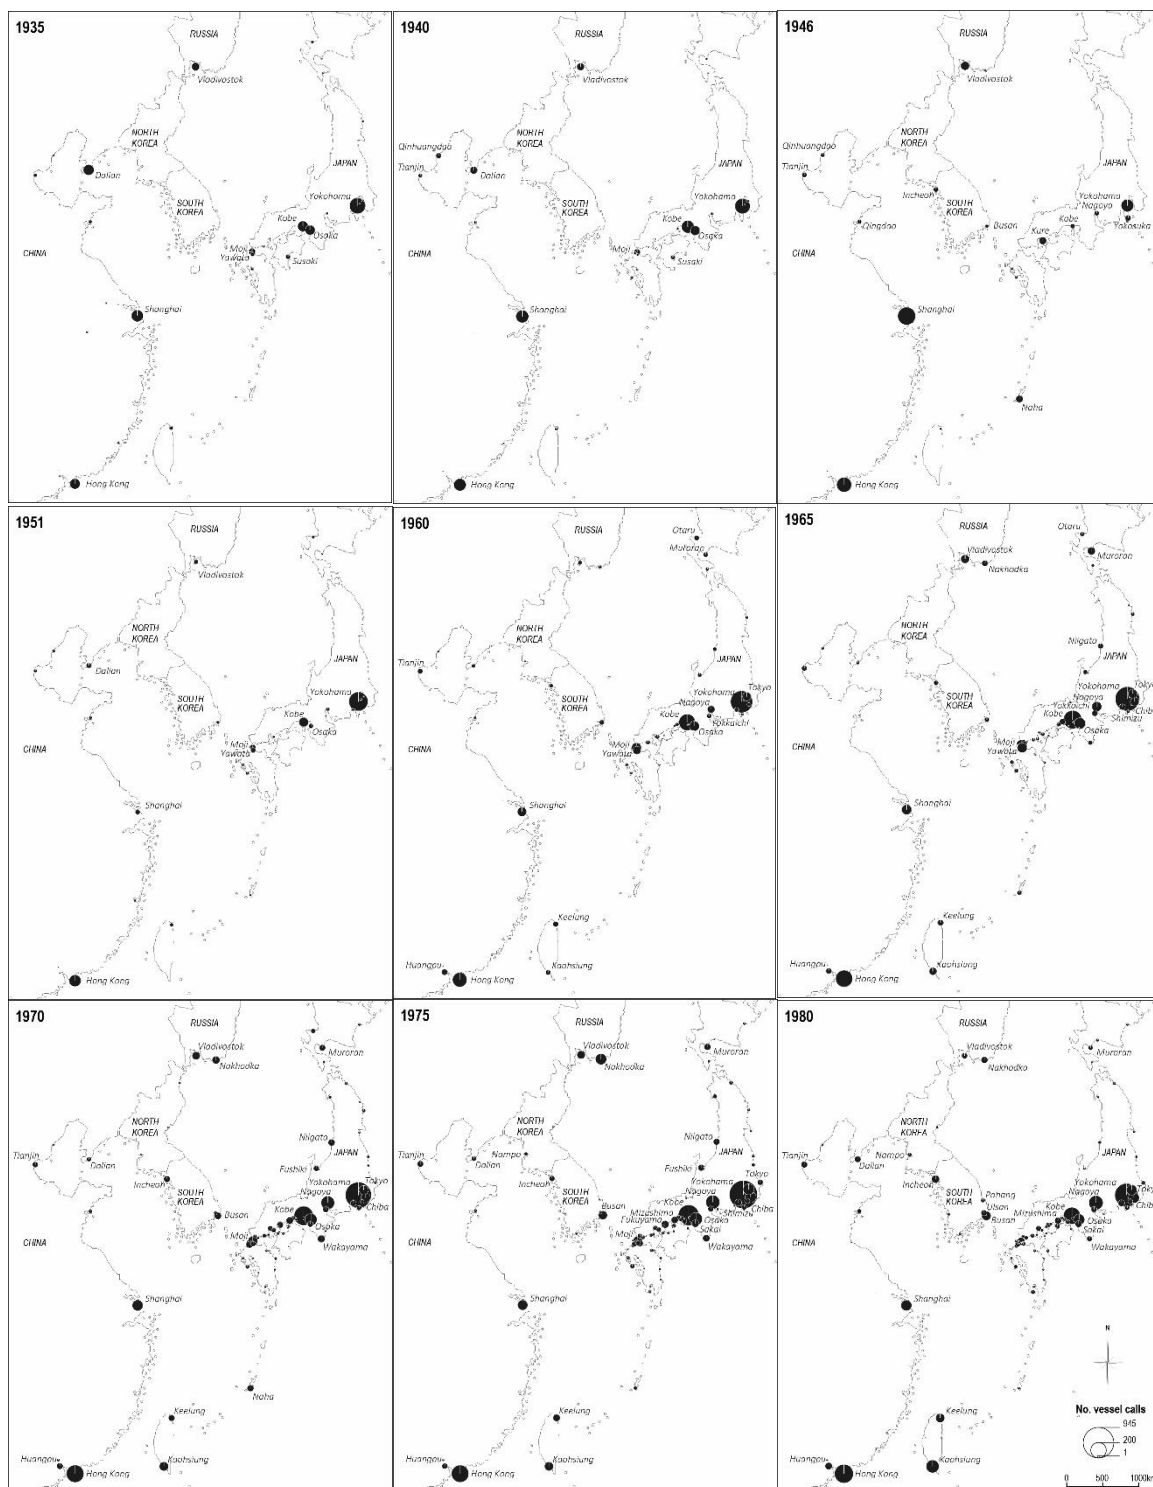 1935
RUSSIA
Vladivostok
NORTH
KOREA
Dalian
JAPAN
Yokohama
SOUTH
KOREA
Kobe
Osaka
CHINA
Moji
Yawata
Susaki
Shanghai
Hong Kong
1940
RUSSIA
Vladivostok
NORTH
KOREA
Qinhuangdao
Tianjin
Dalian
JAPAN
Yokohama
SOUTH
KOREA
Kobe
Osaka
CHINA
Moji
Susaki
Shanghai
Hong Kong
1946
RUSSIA
Vladivostok
NORTH
KOREA
Qinhuangdao
Tianjin
JAPAN
Incheon
Yokohama
SOUTH
KOREA
Nagoya
Kobe
Qingdao
Busan
Yokosuka
Kure
CHINA
Shanghai
Naha
Hong Kong
1951
RUSSIA
Vladivostok
NORTH
KOREA
Dalian
JAPAN
Yokohama
SOUTH
KOREA
Kobe
Osaka
CHINA
Moji
Yawata
Shanghai
Hong Kong
1960
RUSSIA
Otaru
Muroran
NORTH
KOREA
Tianjin
JAPAN
Yokohama
Tokyo
SOUTH
KOREA
Nagoya
Kobe
Yokkaichi
Osaka
CHINA
Moji
Yawata
Shanghai
Keelung
Huangpu
Kaohsiung
Hong Kong
1965
RUSSIA
Otaru
Vladivostok
Muroran
Nakhodka
NORTH
KOREA
Niigata
JAPAN
Yokohama
Tokyo
SOUTH
KOREA
Nagoya
Yokkaichi
Chiba
Kobe
Shimizu
Osaka
CHINA
Moji
Yawata
Shanghai
Keelung
Huangpu
Kaohsiung
Hong Kong
1970
RUSSIA
Vladivostok
Muroran
Nakhodka
NORTH
KOREA
Niigata
JAPAN
Tianjin
Dalian
Fushiki
Incheon
Yokohama
Tokyo
SOUTH
KOREA
Nagoya
Kobe
Chiba
Busan
Osaka
CHINA
Moji
Wakayama
Shanghai
Naha
Keelung
Huangpu
Kaohsiung
Hong Kong
1975
RUSSIA
Vladivostok
Muroran
Nakhodka
NORTH
KOREA
Niigata
JAPAN
Tianjin
Dalian
Nampo
Fushiki
Tokyo
Incheon
Yokohama
SOUTH
KOREA
Nagoya
Kobe
Chiba
Busan
Mizushima
Shimizu
Fukuyama
Osaka
Sakai
CHINA
Moji
Wakayama
Shanghai
Keelung
Huangpu
Kaohsiung
Hong Kong
1980
RUSSIA
Vladivostok
Muroran
Nakhodka
NORTH
KOREA
JAPAN
Tianjin
Dalian
Nampo
Incheon
Yokohama
SOUTH
KOREA
Pohang
Nagoya
Ulsan
Kobe
Chiba
Busan
Mizushima
Osaka
Sakai
CHINA
Wakayama
Shanghai
N
Keelung
No. vessel calls
945
200
1
Huangpu
Kaohsiung
Hong Kong
0 500 1000km